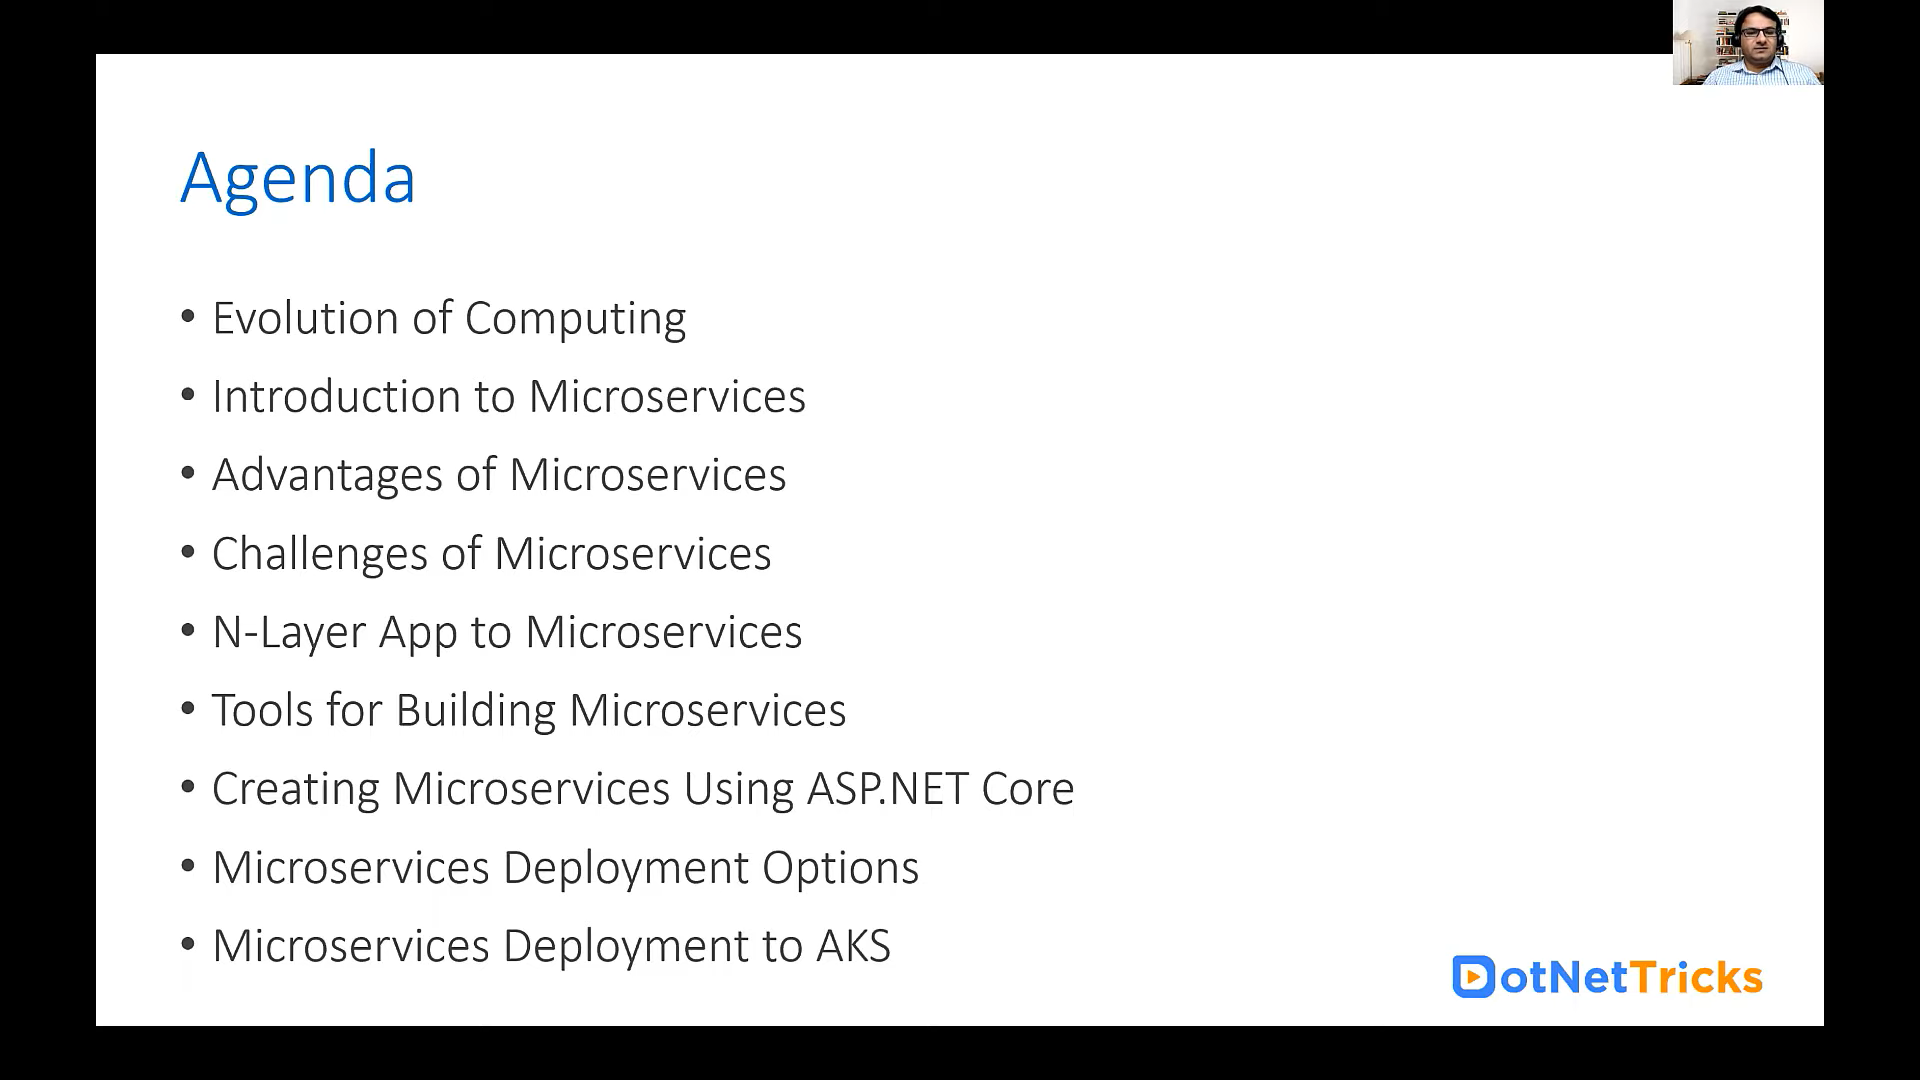 Agenda
• Evolution of Computing
• Introduction to Microservices
• Advantages of Microservices
• Challenges of Microservices
• N-Layer App to Microservices
• Tools for Building Microservices
• Creating Microservices Using ASP.NET Core
• Microservices Deployment Options
• Microservices Deployment to AKS
DotNetTricks